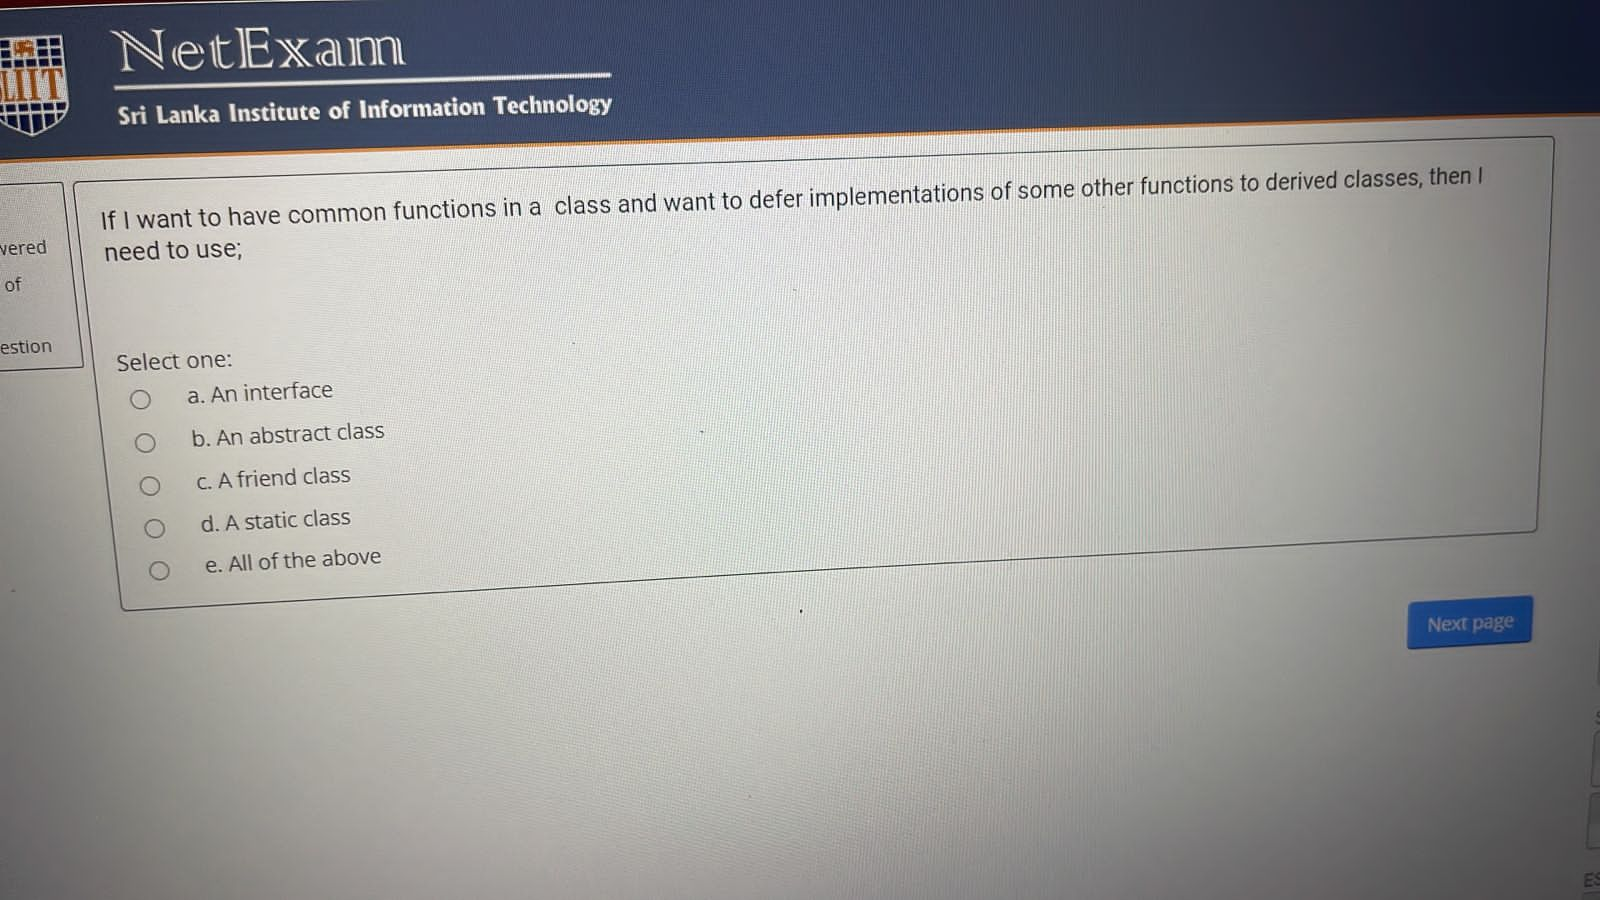 LIIT
NetExam
Sri Lanka Institute of Information Technology
vered
of
estion
If I want to have common functions in a class and want to defer implementations of some other functions to derived classes, then I
need to use;
Select one:
a. An interface
b. An abstract class
c. A friend class
d. A static class
e. All of the above
Next page
ES